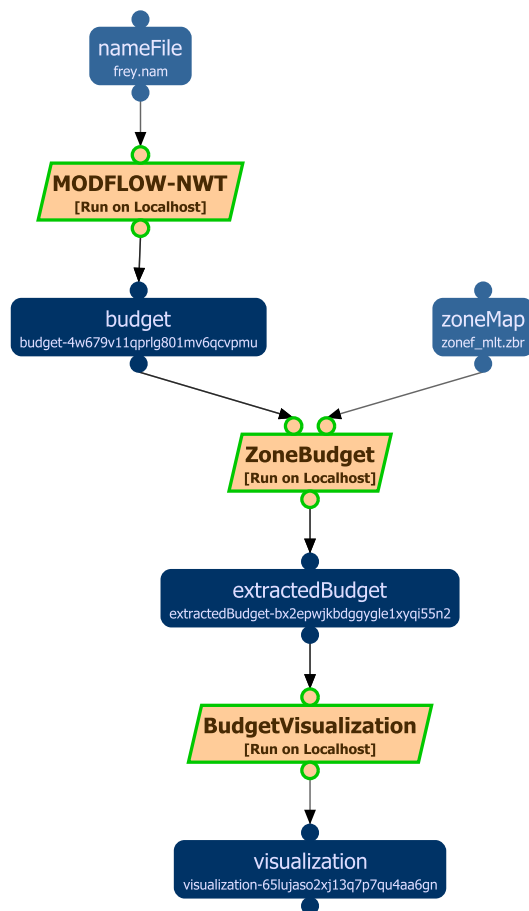 nameFile
frey.nam
MODFLOW-NWT
[Run on Localhost]
budget
budget-4w679v11qprlg801mv6qcvpmu
zoneMap
zonef_mlt.zbr
ZoneBudget
[Run on Localhost]
extractedBudget
extractedBudget-bx2epwjkbdggygle1xyqi55n2
BudgetVisualization
[Run on Localhost]
visualization
visualization-65lujaso2xj13q7p7qu4aa6gn